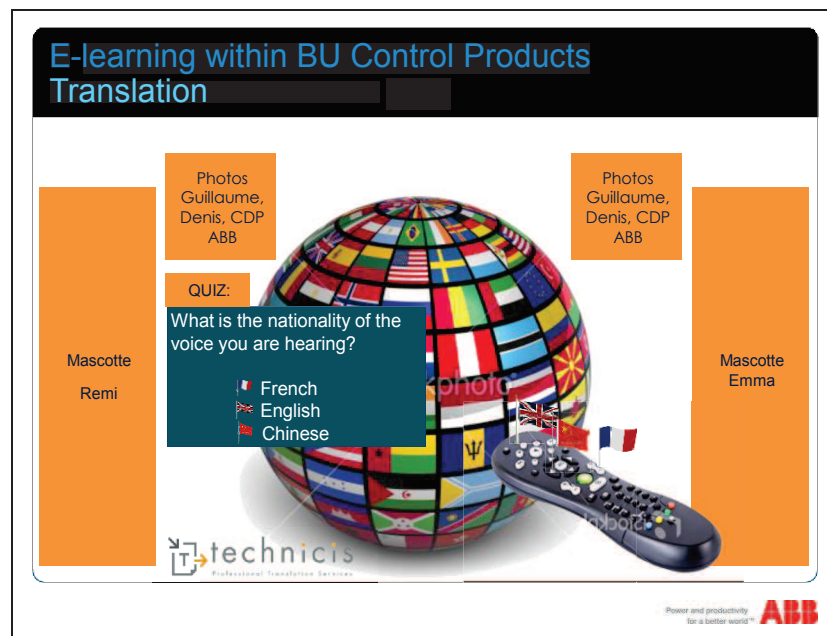 E-learning within BU Control Products
Translation
Photos
Guillaume,
Denis, CDP
ABB
Photos
Guillaume,
Denis, CDP
ABB
QUIZ:
What is the nationality of the
voice you are hearing?
French
English
Chinese
Mascotte
Remi
Mascotte
Emma
technicis
Professional Translation Services
Power and productivity
for a better world™
ABB